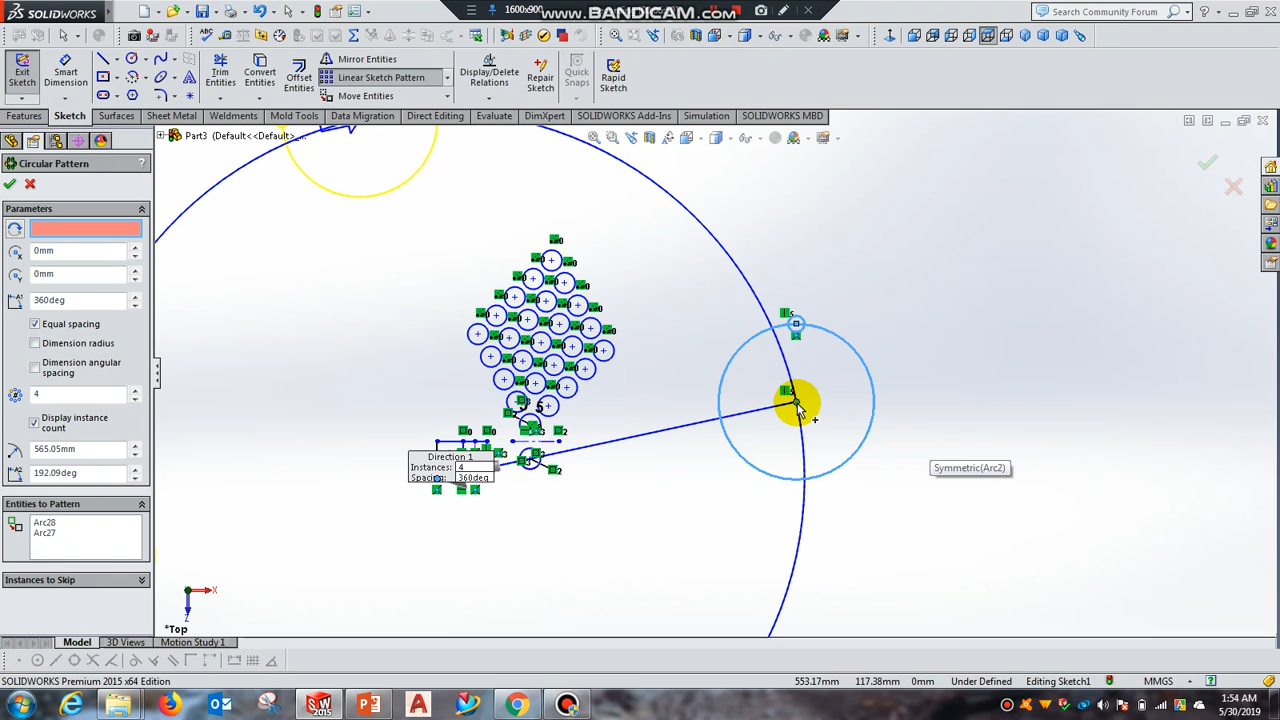 SOLIDWORKS
1600x900
www.BANDICAM.com
Search Community Forum
Exit Sketch
Smart Dimension
Trim Entities
Convert Entities
Offset Entities
Mirror Entities
Linear Sketch Pattern
Move Entities
Display/Delete Relations
Repair Sketch
Quick Snaps
Rapid Sketch
Features
Sketch
Surfaces
Sheet Metal
Weldments
Mold Tools
Data Migration
Direct Editing
Evaluate
DimXpert
SOLIDWORKS Add-Ins
Simulation
SOLIDWORKS MBD
Part3 (Default<<Default>_...
Circular Pattern
?
Parameters
0mm
0mm
360deg
Equal spacing
Dimension radius
Dimension angular spacing
4
Display instance count
565.05mm
192.09deg
Entities to Pattern
Arc28
Arc27
Instances to Skip
Direction 1
Instances: 4
Spacing: 360deg
Symmetric(Arc2)
X
Z
*Top
Model
3D Views
Motion Study 1
SOLIDWORKS Premium 2015 x64 Edition
553.17mm
117.38mm
0mm
Under Defined
Editing Sketch1
MMGS
1:54 AM
5/30/2019